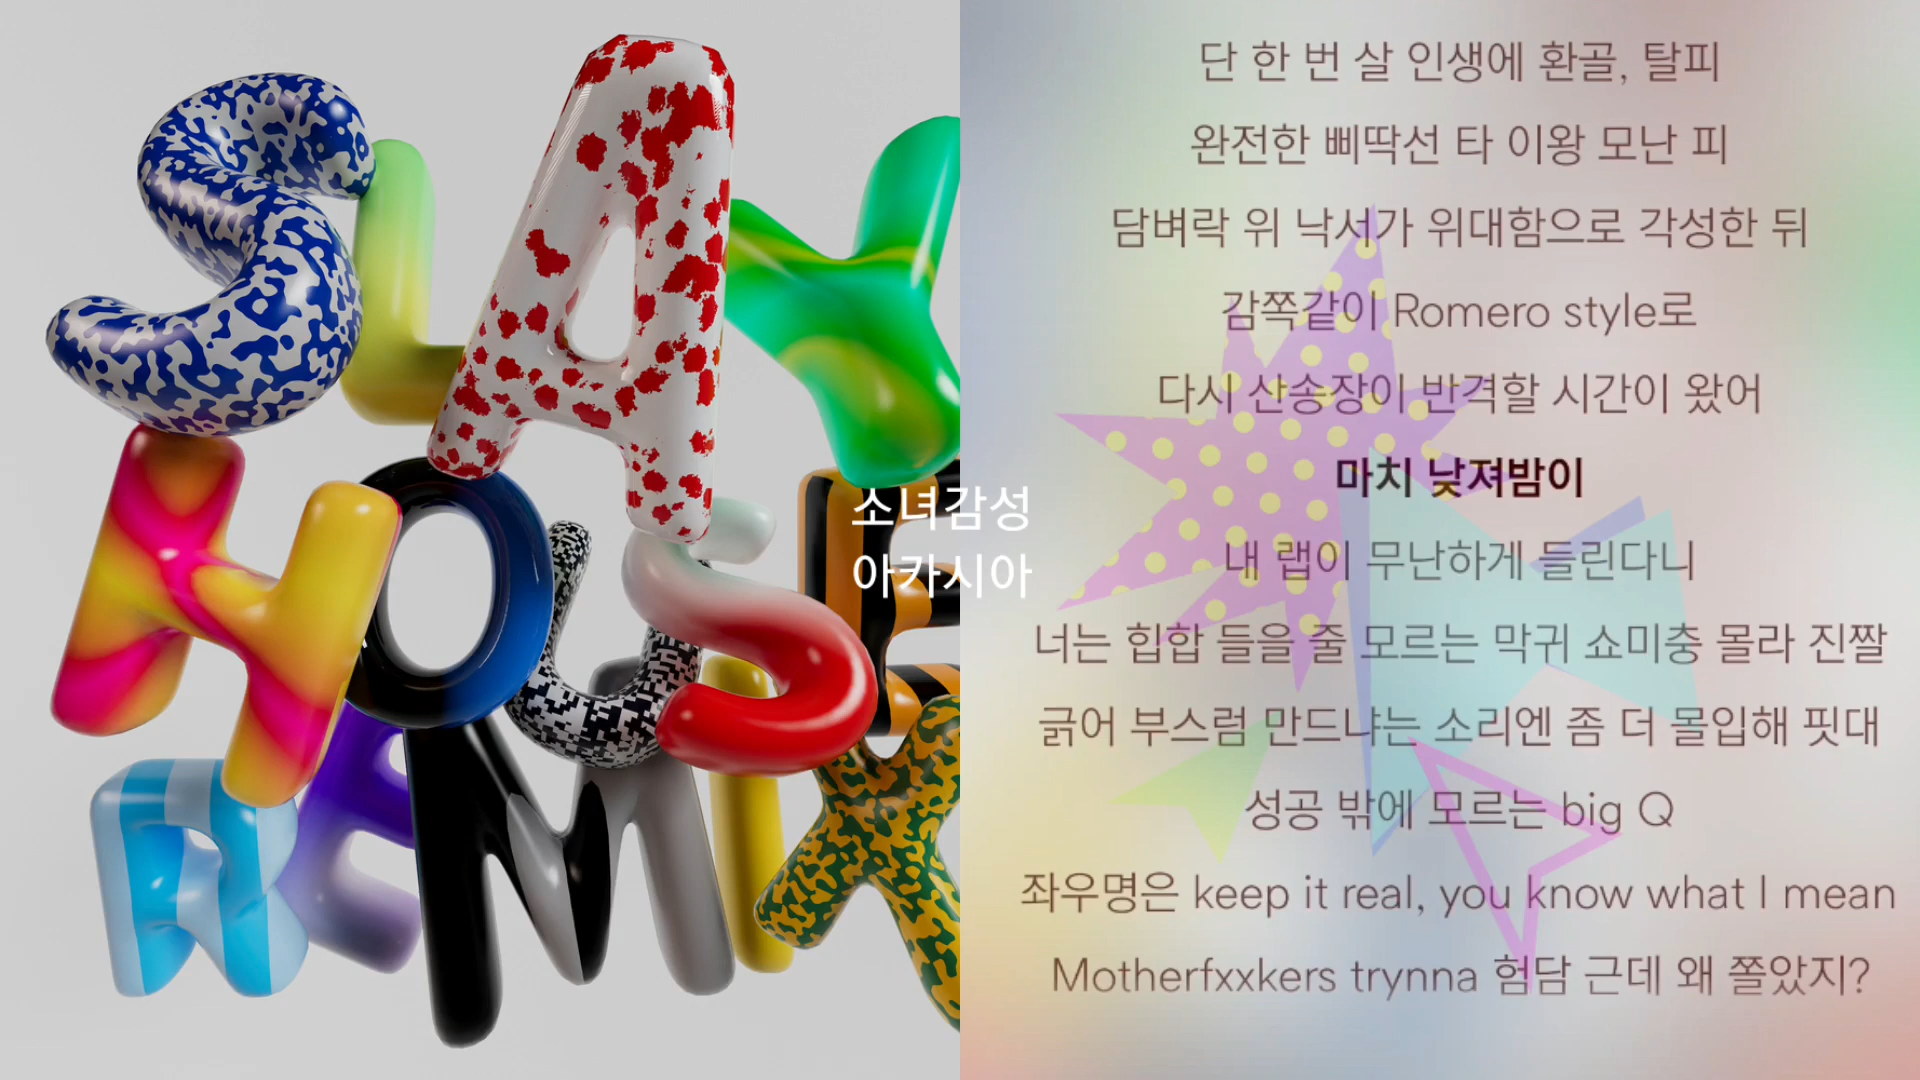 SLAY
HOUSE
REMIX
소녀감성
아카시아
단 한 번 살 인생에 환골, 탈피
완전한 삐딱선 타 이왕 모난 피
담벼락 위 낙서가 위대함으로 각성한 뒤
감쪽같이 Romero style로
다시 산송장이 반격할 시간이 왔어
마치 낮져밤이
내 랩이 무난하게 들린다니
너는 힙합 들을 줄 모르는 막귀 쇼미충 몰라 진짤
긁어 부스럼 만드냐는 소리엔 좀 더 몰입해 핏대
성공 밖에 모르는 big Q
좌우명은 keep it real, you know what I mean
Motherfxxkers trynna 험담 근데 왜 쫄았지?